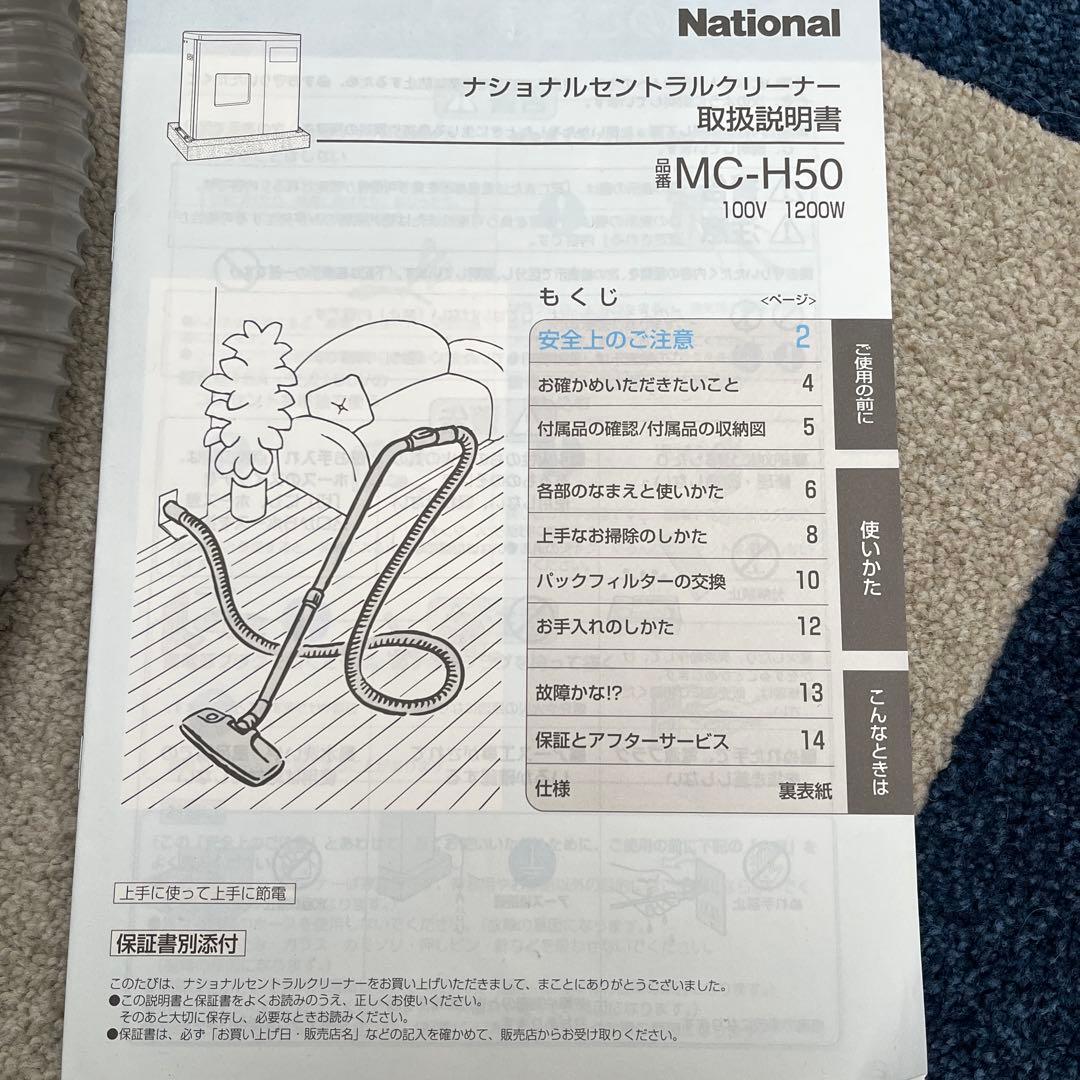 National
ナショナルセントラルクリーナー
取扱説明書
品番 MC-H50
100V 1200W
もくじ <ページ>
安全上のご注意 2
お確かめいただきたいこと 4
付属品の確認/付属品の収納図 5
ご使用の前に
各部のなまえと使いかた 6
上手なお掃除のしかた 8
パックフィルターの交換 10
お手入れのしかた 12
使いかた
故障かな!? 13
保証とアフターサービス 14
仕様 裏表紙
こんなときは
上手に使って上手に節電
保証書別添付
このたびは、ナショナルセントラルクリーナーをお買い上げいただきまして、まことにありがとうございました。
●この説明書と保証書をよくお読みのうえ、正しくお使いください。
そのあと大切に保存し、必要なときお読みください。
●保証書は、必ず「お買い上げ日・販売店名」などの記入を確かめて、販売店からお受け取りください。